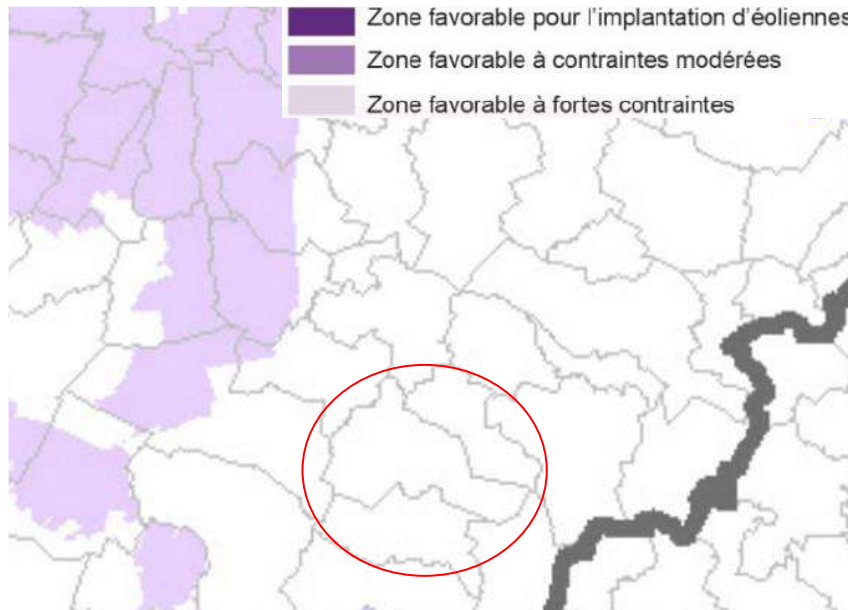 Zone favorable pour l'implantation d'éoliennes
Zone favorable à contraintes modérées
Zone favorable à fortes contraintes